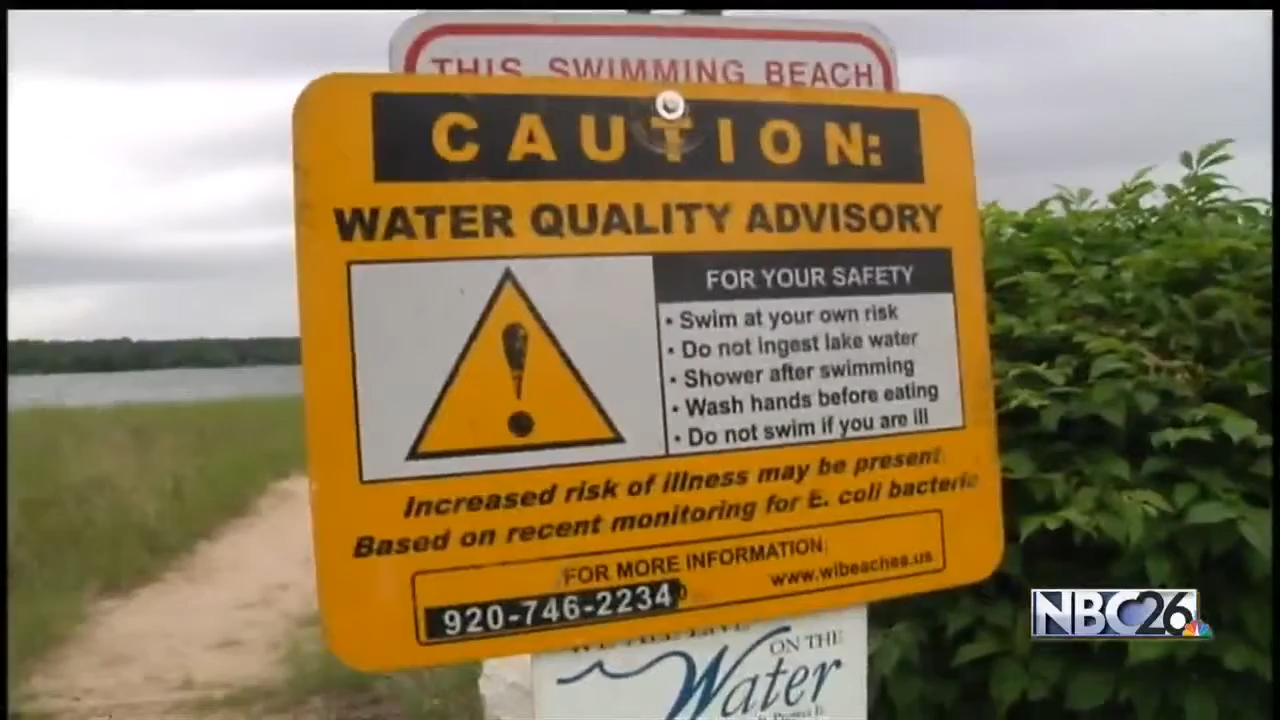 THIS SWIMMING BEACH
CAUTION:
WATER QUALITY ADVISORY
!
FOR YOUR SAFETY
• Swim at your own risk
• Do not ingest lake water
• Shower after swimming
• Wash hands before eating
• Do not swim if you are ill
Increased risk of illness may be present
Based on recent monitoring for E. coli bacteria
FOR MORE INFORMATION:
www.wibeaches.us
920-746-2234
ON THE
Water
NBC26